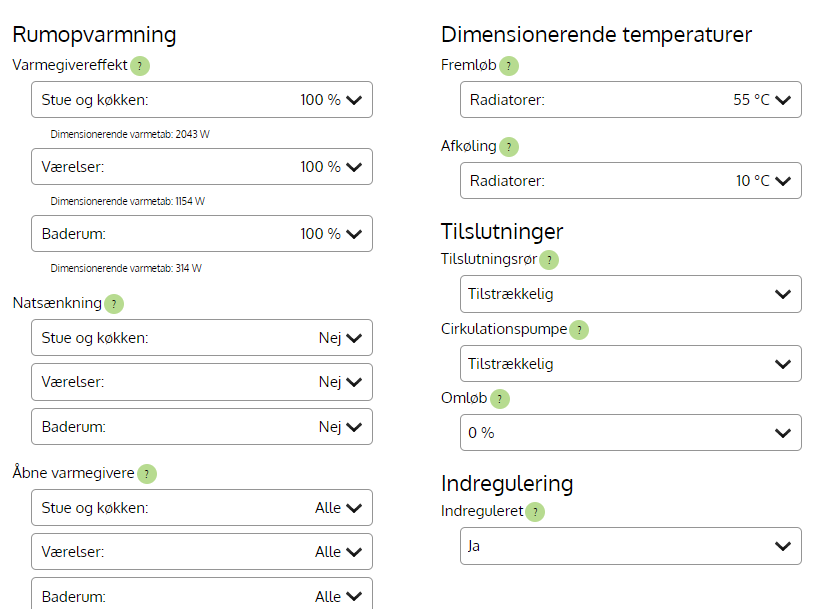 Rumopvarmning
Varmegivereffekt ?
Stue og køkken: 100 %
Dimensionerende varmetab: 2043 W
Værelser: 100 %
Dimensionerende varmetab: 1154 W
Baderum: 100 %
Dimensionerende varmetab: 314 W
Natsænkning ?
Stue og køkken: Nej
Værelser: Nej
Baderum: Nej
Åbne varmegivere ?
Stue og køkken: Alle
Værelser: Alle
Baderum: Alle
Dimensionerende temperaturer
Fremløb ?
Radiatorer: 55 °C
Afkøling ?
Radiatorer: 10 °C
Tilslutninger
Tilslutningsrør ?
Tilstrækkelig
Cirkulationspumpe ?
Tilstrækkelig
Omløb ?
0 %
Indregulering
Indreguleret ?
Ja